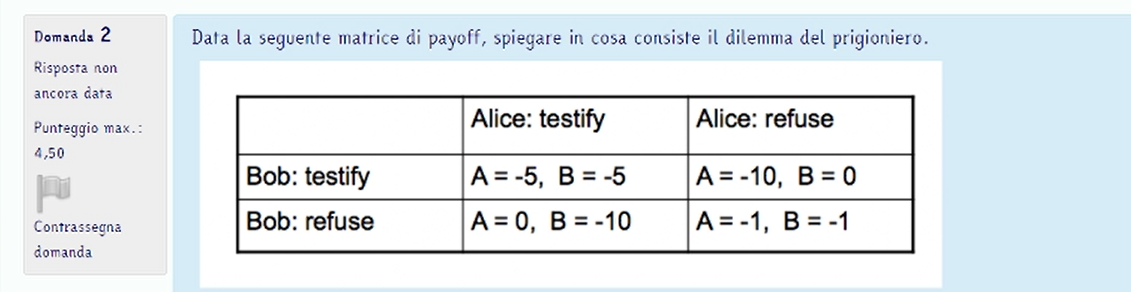 Domanda 2
Risposta non
ancora data
Punteggio max.:
4,50
Contrassegna
domanda
Data la seguente matrice di payoff, spiegare in cosa consiste il dilemma del prigioniero.
Alice: testify Alice: refuse
Bob: testify A = -5, B = -5 A = -10, B = 0
Bob: refuse A = 0, B = -10 A = -1, B = -1